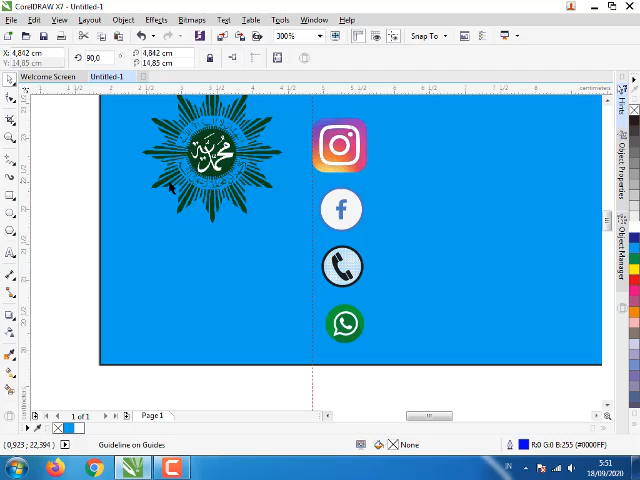 CorelDRAW X7 - Untitled-1
File Edit View Layout Object Effects Bitmaps Text Table Tools Window Help
300% Snap To
X: 4,842 cm
Y: 14,85 cm
90,0 °
4,842 cm
14,85 cm
Welcome Screen Untitled-1
centimeters
Hints
Object Properties
Object Manager
محمدية
f
1 of 1 Page 1
(0,923; 22,394) Guideline on Guides None R:0 G:0 B:255 (#0000FF)
IN 5:51
18/09/2020